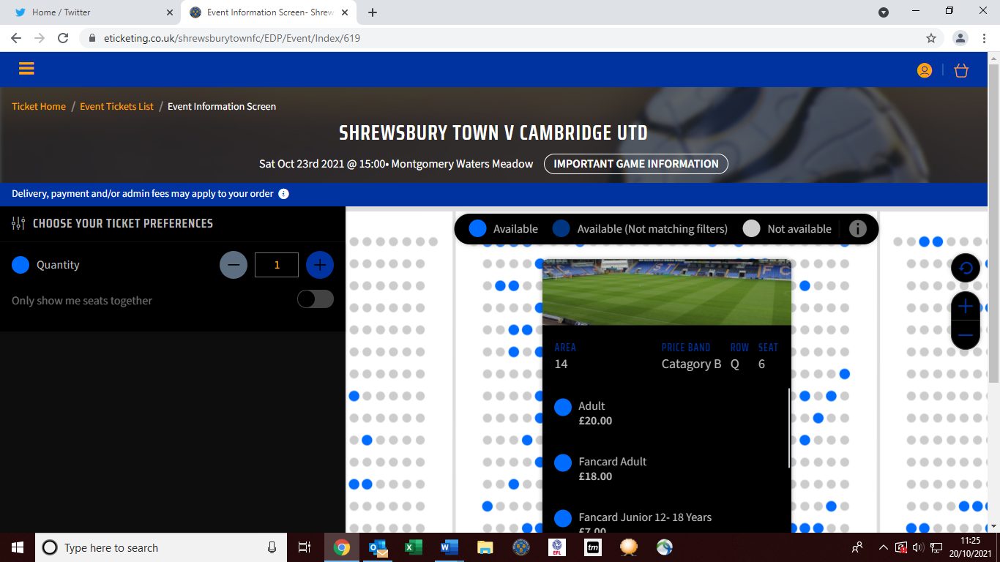 Home / Twitter
Event Information Screen- Shrews
eticketing.co.uk/shrewsburytownfc/EDP/Event/Index/619
Ticket Home / Event Tickets List / Event Information Screen
SHREWSBURY TOWN V CAMBRIDGE UTD
Sat Oct 23rd 2021 @ 15:00• Montgomery Waters Meadow IMPORTANT GAME INFORMATION
Delivery, payment and/or admin fees may apply to your order
CHOOSE YOUR TICKET PREFERENCES
Available Available (Not matching filters) Not available
Quantity 1
Only show me seats together
AREA PRICE BAND ROW SEAT
14 Catagory B Q 6
Adult
£20.00
Fancard Adult
£18.00
Fancard Junior 12- 18 Years
£7.00
Type here to search
EFL
tm
11:25
20/10/2021